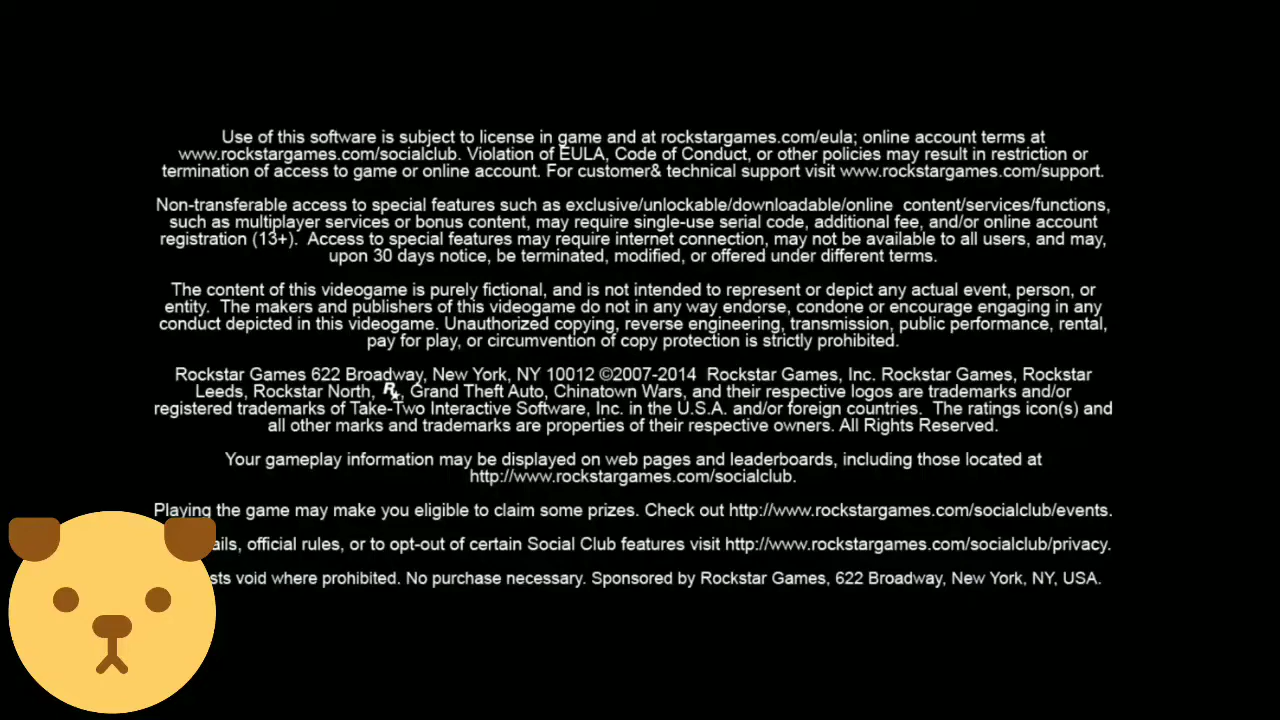 Use of this software is subject to license in game and at rockstargames.com/eula; online account terms at
www.rockstargames.com/socialclub. Violation of EULA, Code of Conduct, or other policies may result in restriction or
termination of access to game or online account. For customer& technical support visit www.rockstargames.com/support.
Non-transferable access to special features such as exclusive/unlockable/downloadable/online content/services/functions,
such as multiplayer services or bonus content, may require single-use serial code, additional fee, and/or online account
registration (13+). Access to special features may require internet connection, may not be available to all users, and may,
upon 30 days notice, be terminated, modified, or offered under different terms.
The content of this videogame is purely fictional, and is not intended to represent or depict any actual event, person, or
entity. The makers and publishers of this videogame do not in any way endorse, condone or encourage engaging in any
conduct depicted in this videogame. Unauthorized copying, reverse engineering, transmission, public performance, rental,
pay for play, or circumvention of copy protection is strictly prohibited.
Rockstar Games 622 Broadway, New York, NY 10012 ©2007-2014 Rockstar Games, Inc. Rockstar Games, Rockstar
Leeds, Rockstar North, R★, Grand Theft Auto, Chinatown Wars, and their respective logos are trademarks and/or
registered trademarks of Take-Two Interactive Software, Inc. in the U.S.A. and/or foreign countries. The ratings icon(s) and
all other marks and trademarks are properties of their respective owners. All Rights Reserved.
Your gameplay information may be displayed on web pages and leaderboards, including those located at
http://www.rockstargames.com/socialclub.
Playing the game may make you eligible to claim some prizes. Check out http://www.rockstargames.com/socialclub/events.
official rules, or to opt-out of certain Social Club features visit http://www.rockstargames.com/socialclub/privacy.
void where prohibited. No purchase necessary. Sponsored by Rockstar Games, 622 Broadway, New York, NY, USA.